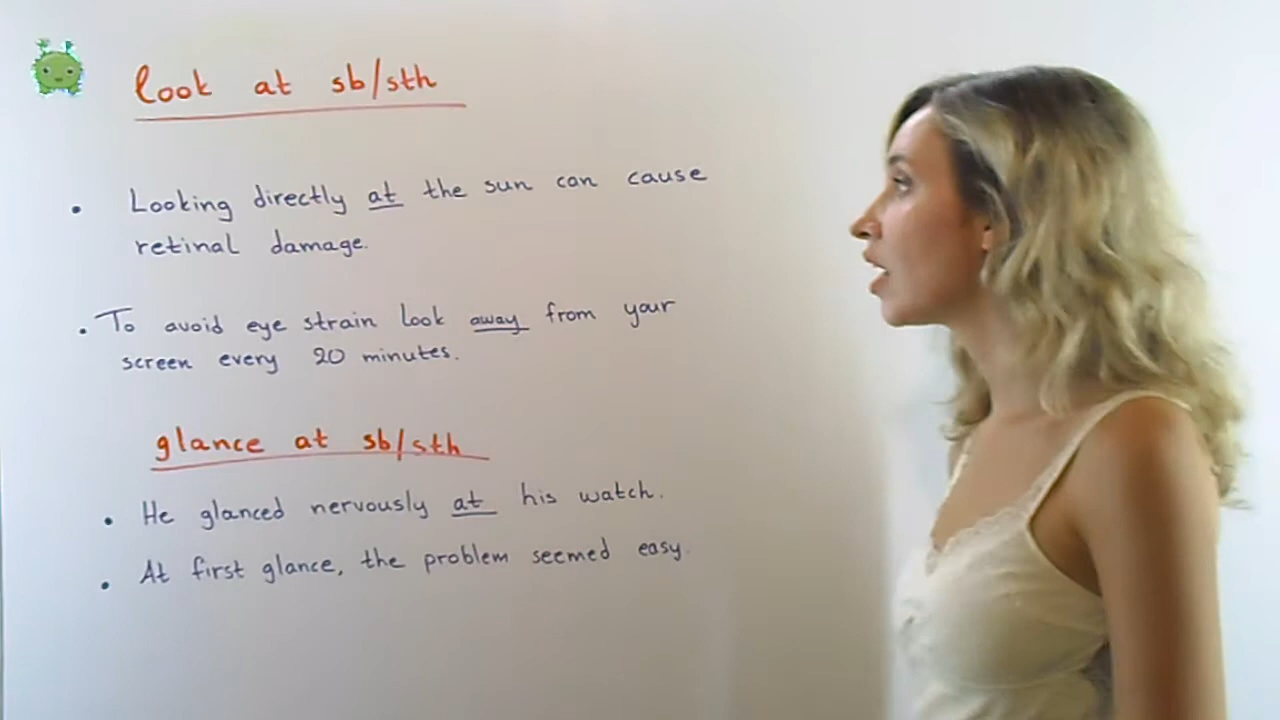 look at sb/sth
• Looking directly at the sun can cause
retinal damage.
• To avoid eye strain look away from your
screen every 20 minutes.
glance at sb/sth
• He glanced nervously at his watch.
• At first glance, the problem seemed easy.